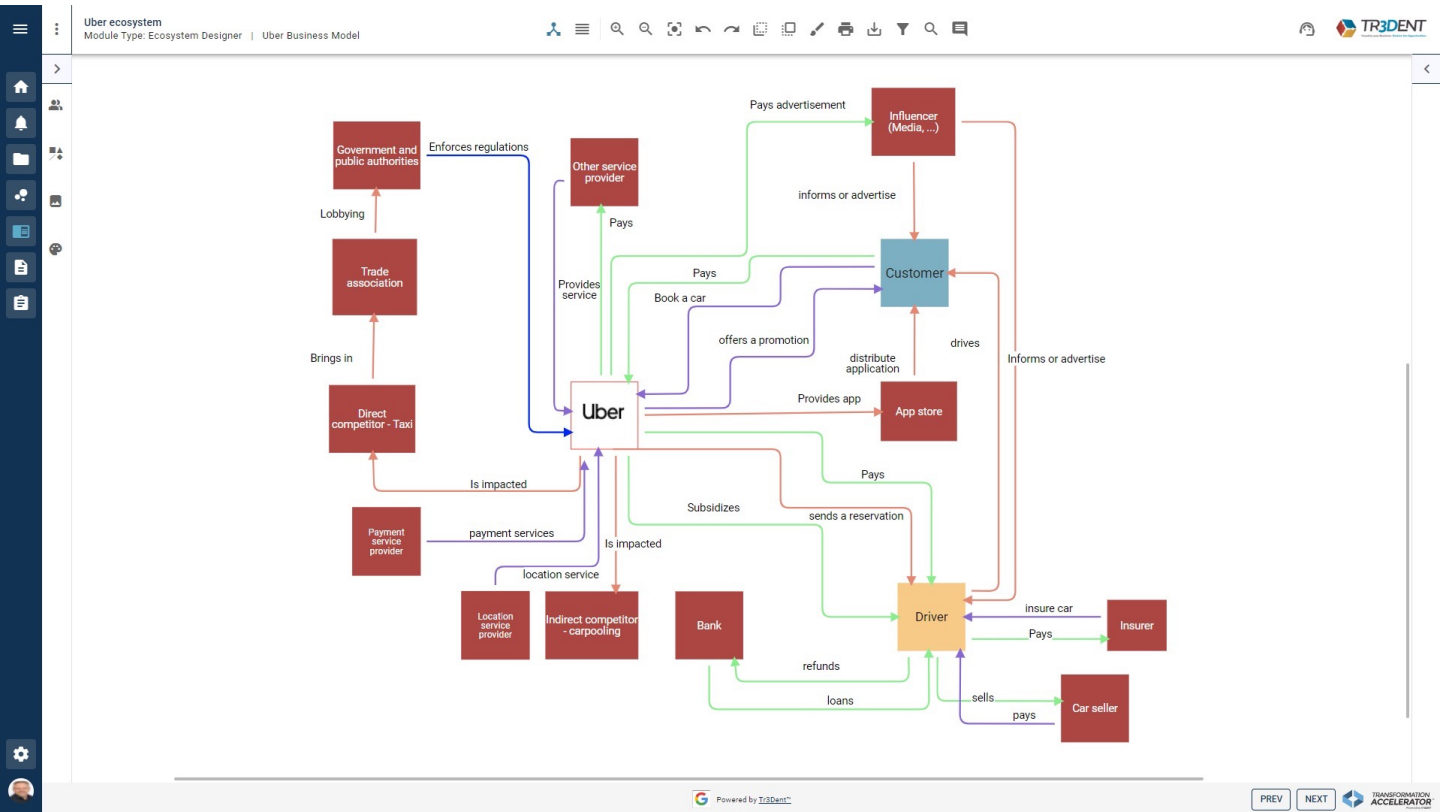 Uber ecosystem
Module Type: Ecosystem Designer | Uber Business Model
TR3DENT
Pays advertisement
Influencer
(Media, ...)
Government and
public authorities
Enforces regulations
Other service
provider
informs or advertise
Lobbying
Pays
Trade
association
Provides
service
Pays
Customer
Book a car
offers a promotion
drives
Brings in
distribute
application
Informs or advertise
Direct
competitor - Taxi
Uber
Provides app
App store
Is impacted
Pays
Subsidizes
sends a reservation
Payment
service
provider
payment services
Is impacted
location service
Location
service
provider
Indirect competitor
- carpooling
Bank
Driver
insure car
Pays
Insurer
refunds
loans
sells
pays
Car seller
Powered by Tr3Dent™
PREV
NEXT
TRANSFORMATION
ACCELERATOR